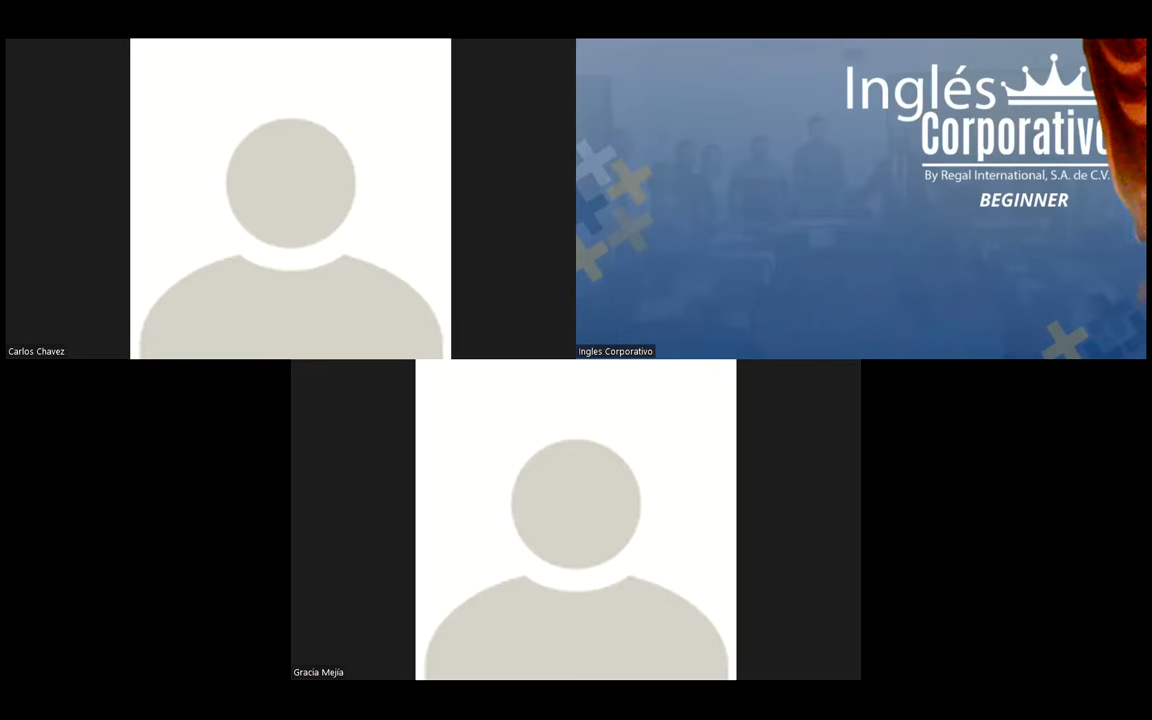 Inglés
Corporativo
By Regal International, S.A. de C.V.
BEGINNER
Carlos Chavez
Ingles Corporativo
Gracia Mejía